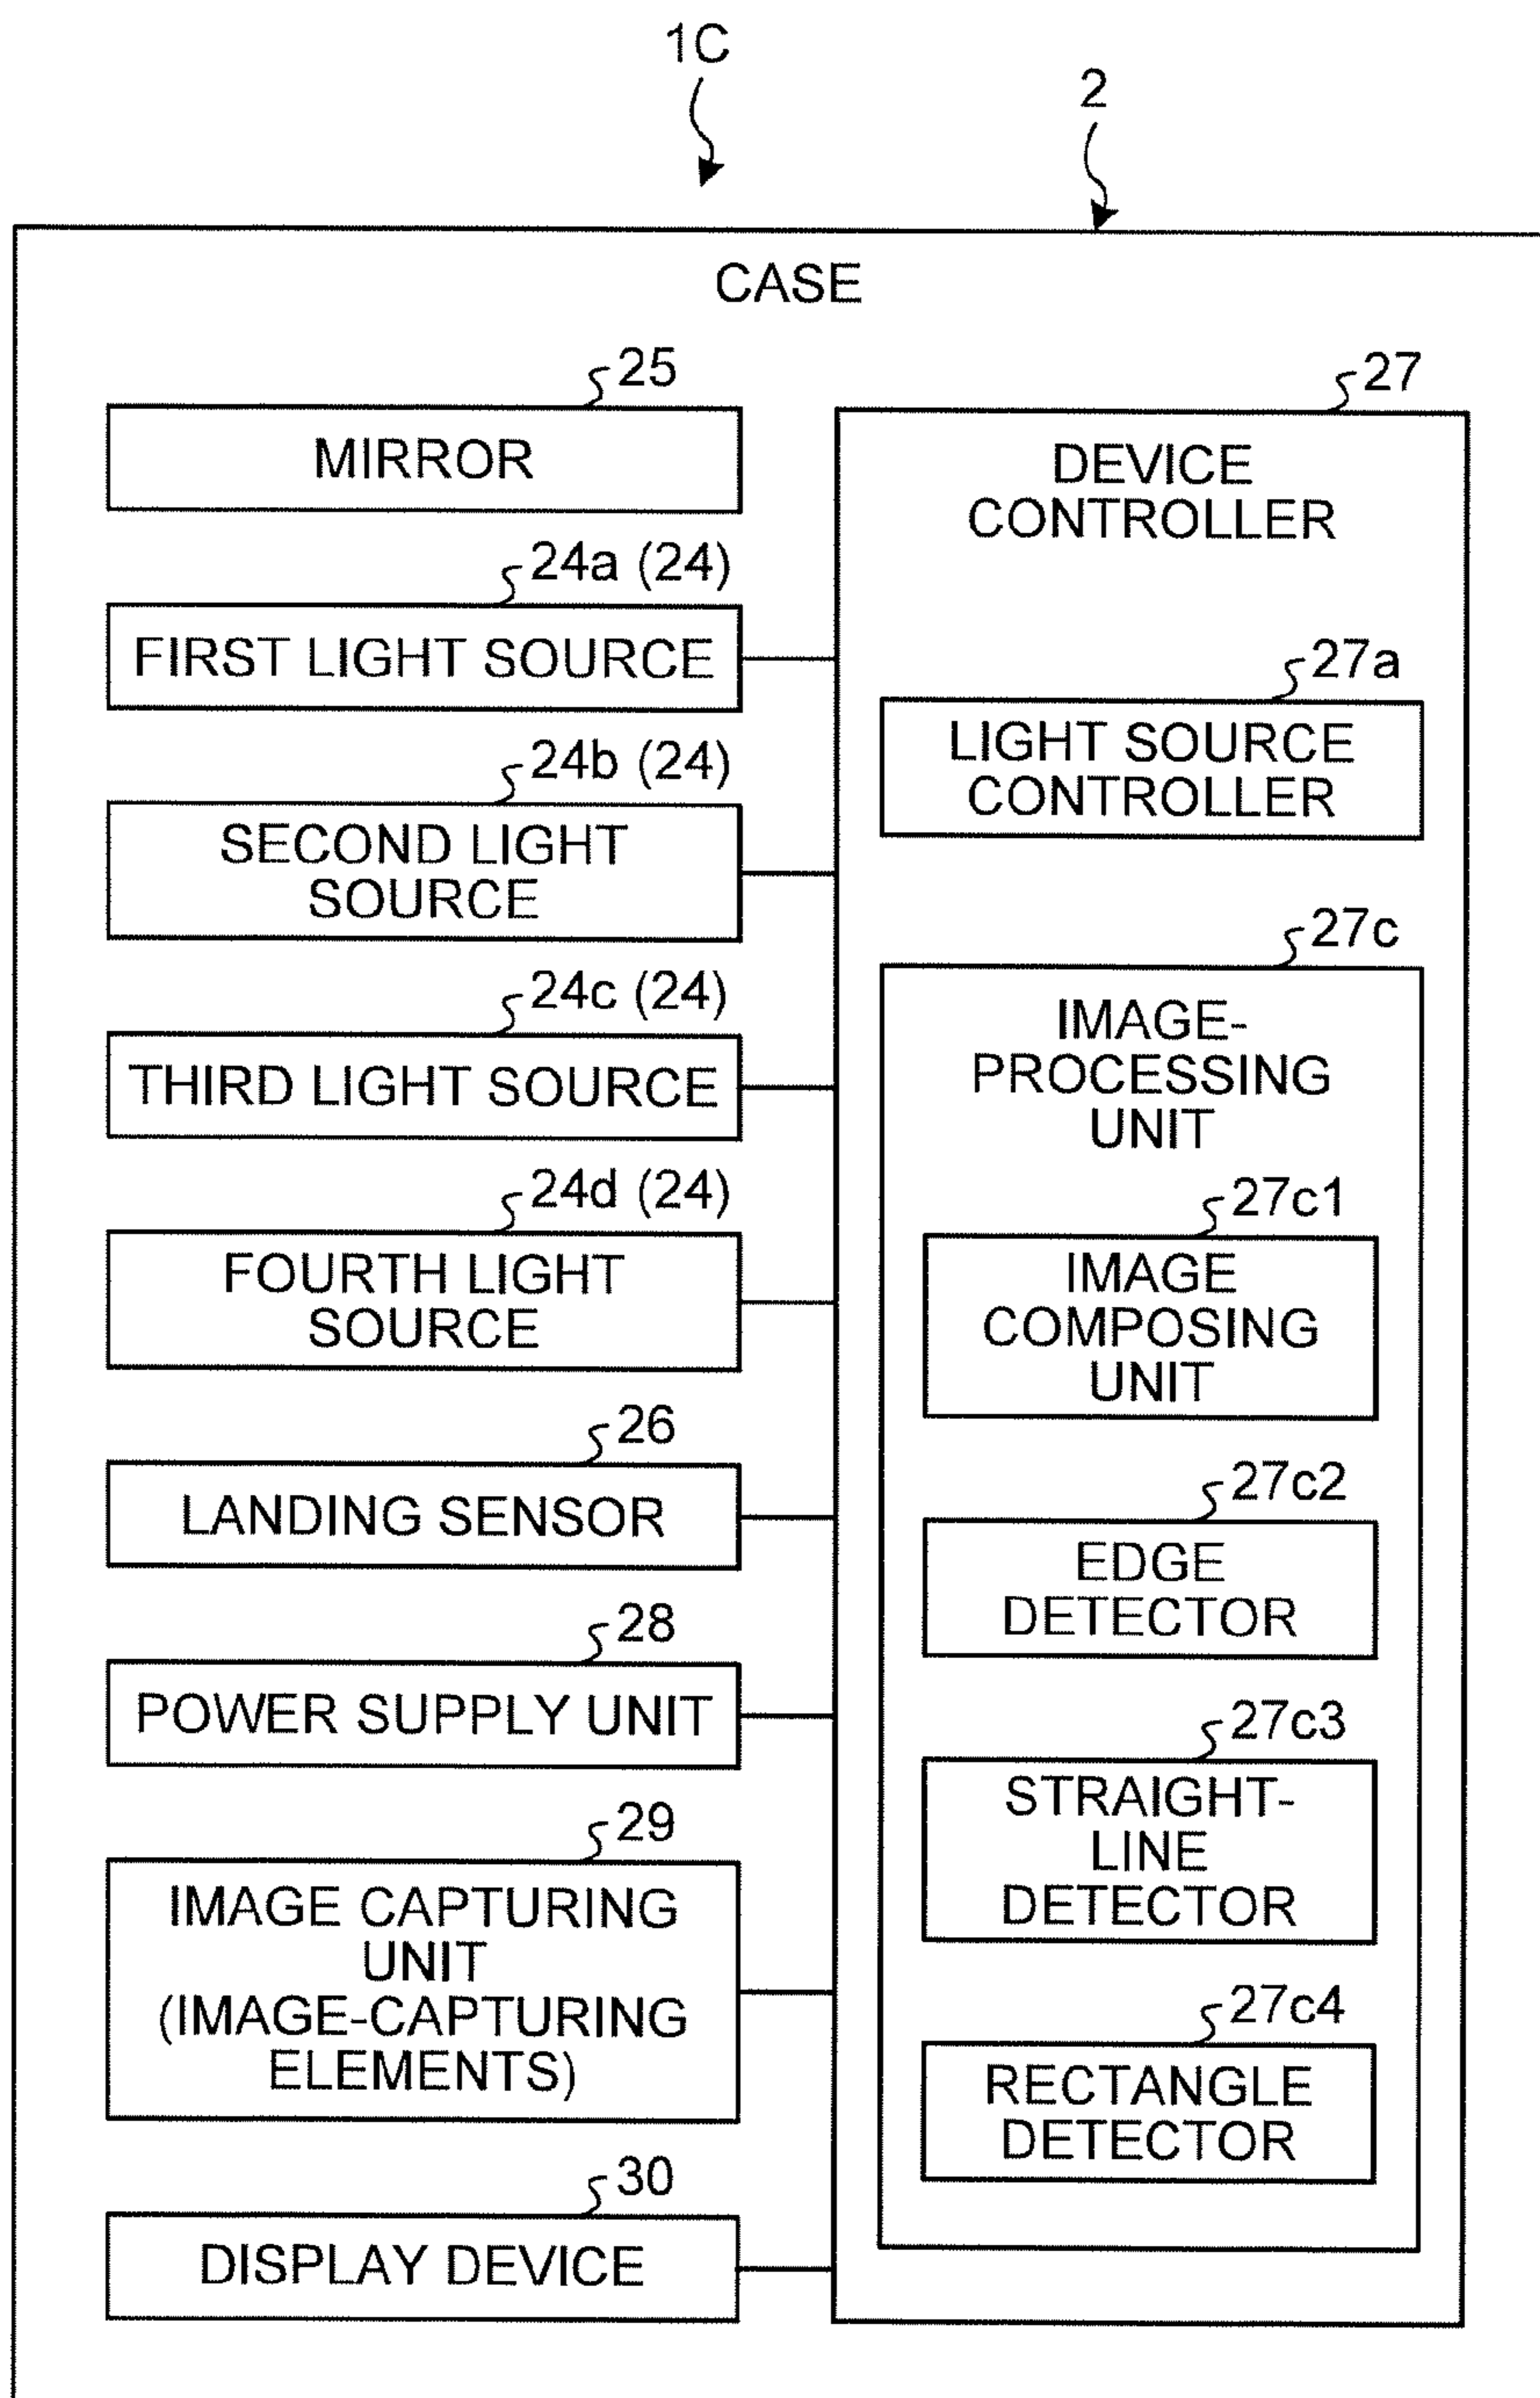 1C
2
CASE
25
MIRROR
24a (24)
FIRST LIGHT SOURCE
24b (24)
SECOND LIGHT
SOURCE
24c (24)
THIRD LIGHT SOURCE
24d (24)
FOURTH LIGHT
SOURCE
26
LANDING SENSOR
28
POWER SUPPLY UNIT
29
IMAGE CAPTURING
UNIT
(IMAGE-CAPTURING
ELEMENTS)
30
DISPLAY DEVICE
27
DEVICE
CONTROLLER
27a
LIGHT SOURCE
CONTROLLER
27c
IMAGE-
PROCESSING
UNIT
27c1
IMAGE
COMPOSING
UNIT
27c2
EDGE
DETECTOR
27c3
STRAIGHT-
LINE
DETECTOR
27c4
RECTANGLE
DETECTOR